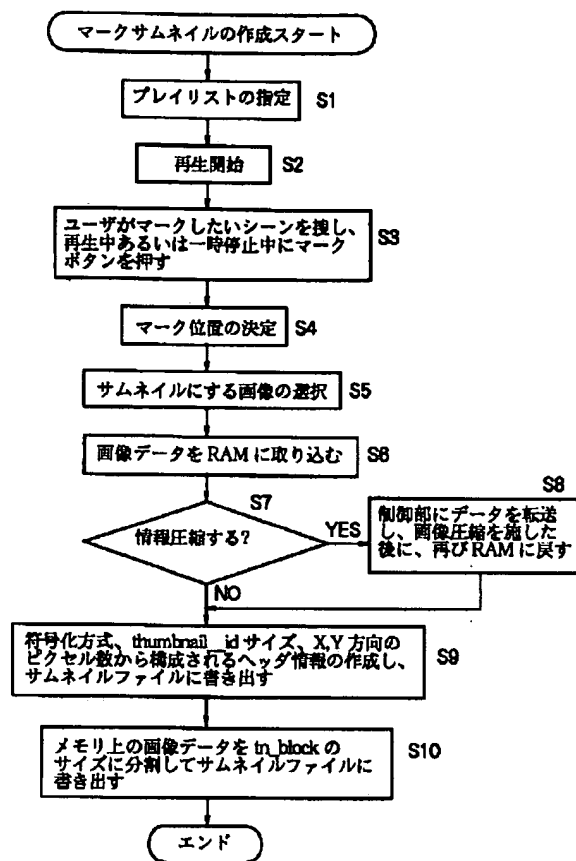 マークサムネイルの作成スタート
プレイリストの指定 S1
再生開始 S2
ユーザがマークしたいシーンを捜し、
再生中あるいは一時停止中にマーク
ボタンを押す
S3
マーク位置の決定 S4
サムネイルにする画像の選択 S5
画像データをRAMに取り込む S6
S7
情報圧縮する?
YES
NO
S8
制御部にデータを転送
し、画像圧縮を施した
後に、再びRAMに戻す
符号化方式、thumbnail_idサイズ、X,Y方向の
ピクセル数から構成されるヘッダ情報の作成し、
サムネイルファイルに書き出す
S9
メモリ上の画像データをtn_blockの
サイズに分割してサムネイルファイルに
書き出す
S10
エンド